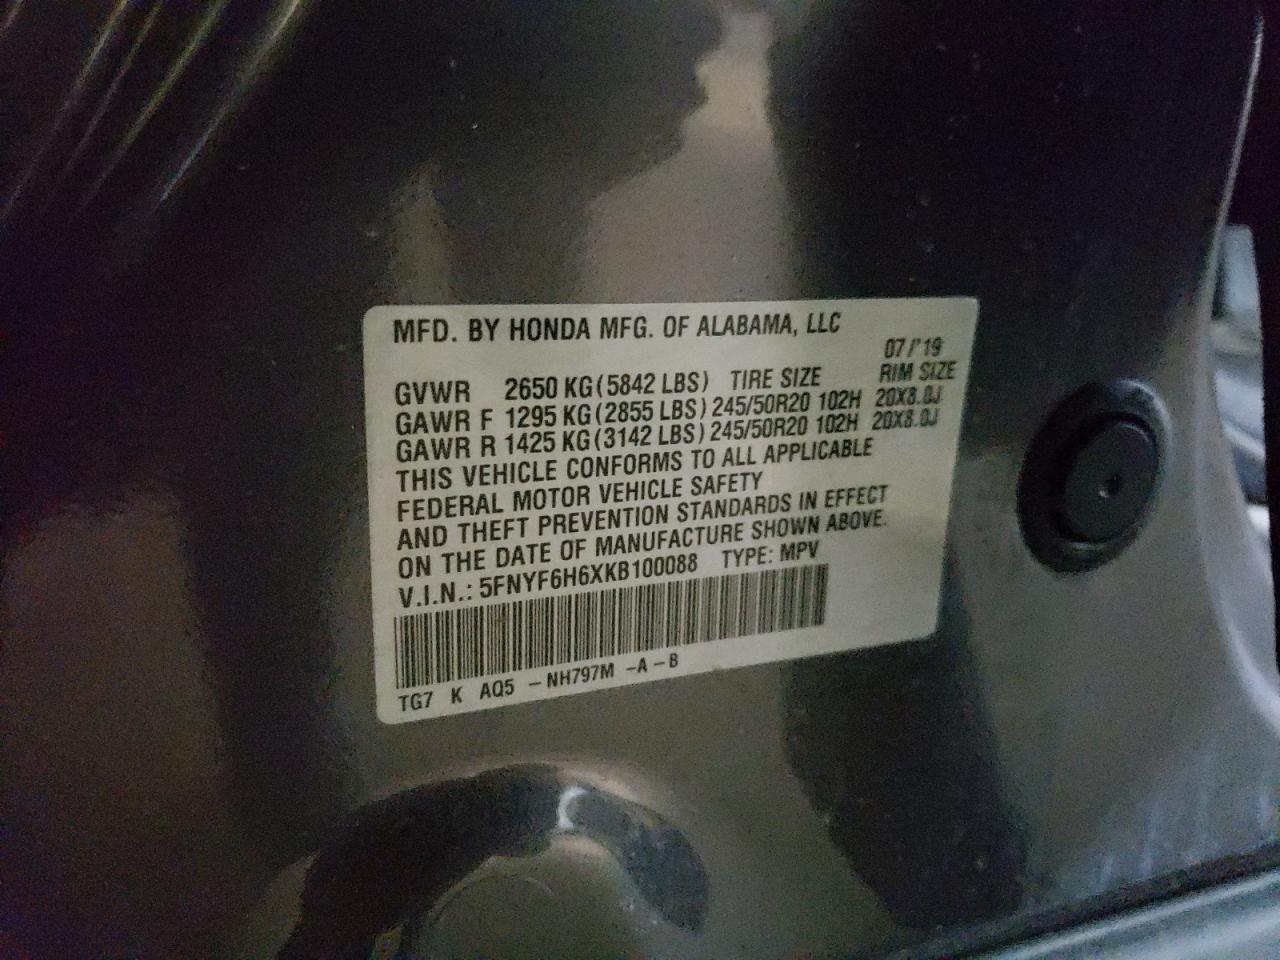 MFD. BY HONDA MFG. OF ALABAMA, LLC
07/'19
GVWR 2650 KG(5842 LBS) TIRE SIZE RIM SIZE
GAWR F 1295 KG(2855 LBS) 245/50R20 102H 20X8.0J
GAWR R 1425 KG(3142 LBS) 245/50R20 102H 20X8.0J
THIS VEHICLE CONFORMS TO ALL APPLICABLE
FEDERAL MOTOR VEHICLE SAFETY
AND THEFT PREVENTION STANDARDS IN EFFECT
ON THE DATE OF MANUFACTURE SHOWN ABOVE.
V.I.N.: 5FNYF6H6XKB100088 TYPE: MPV
TG7 K AQ5 - NH797M -A-B